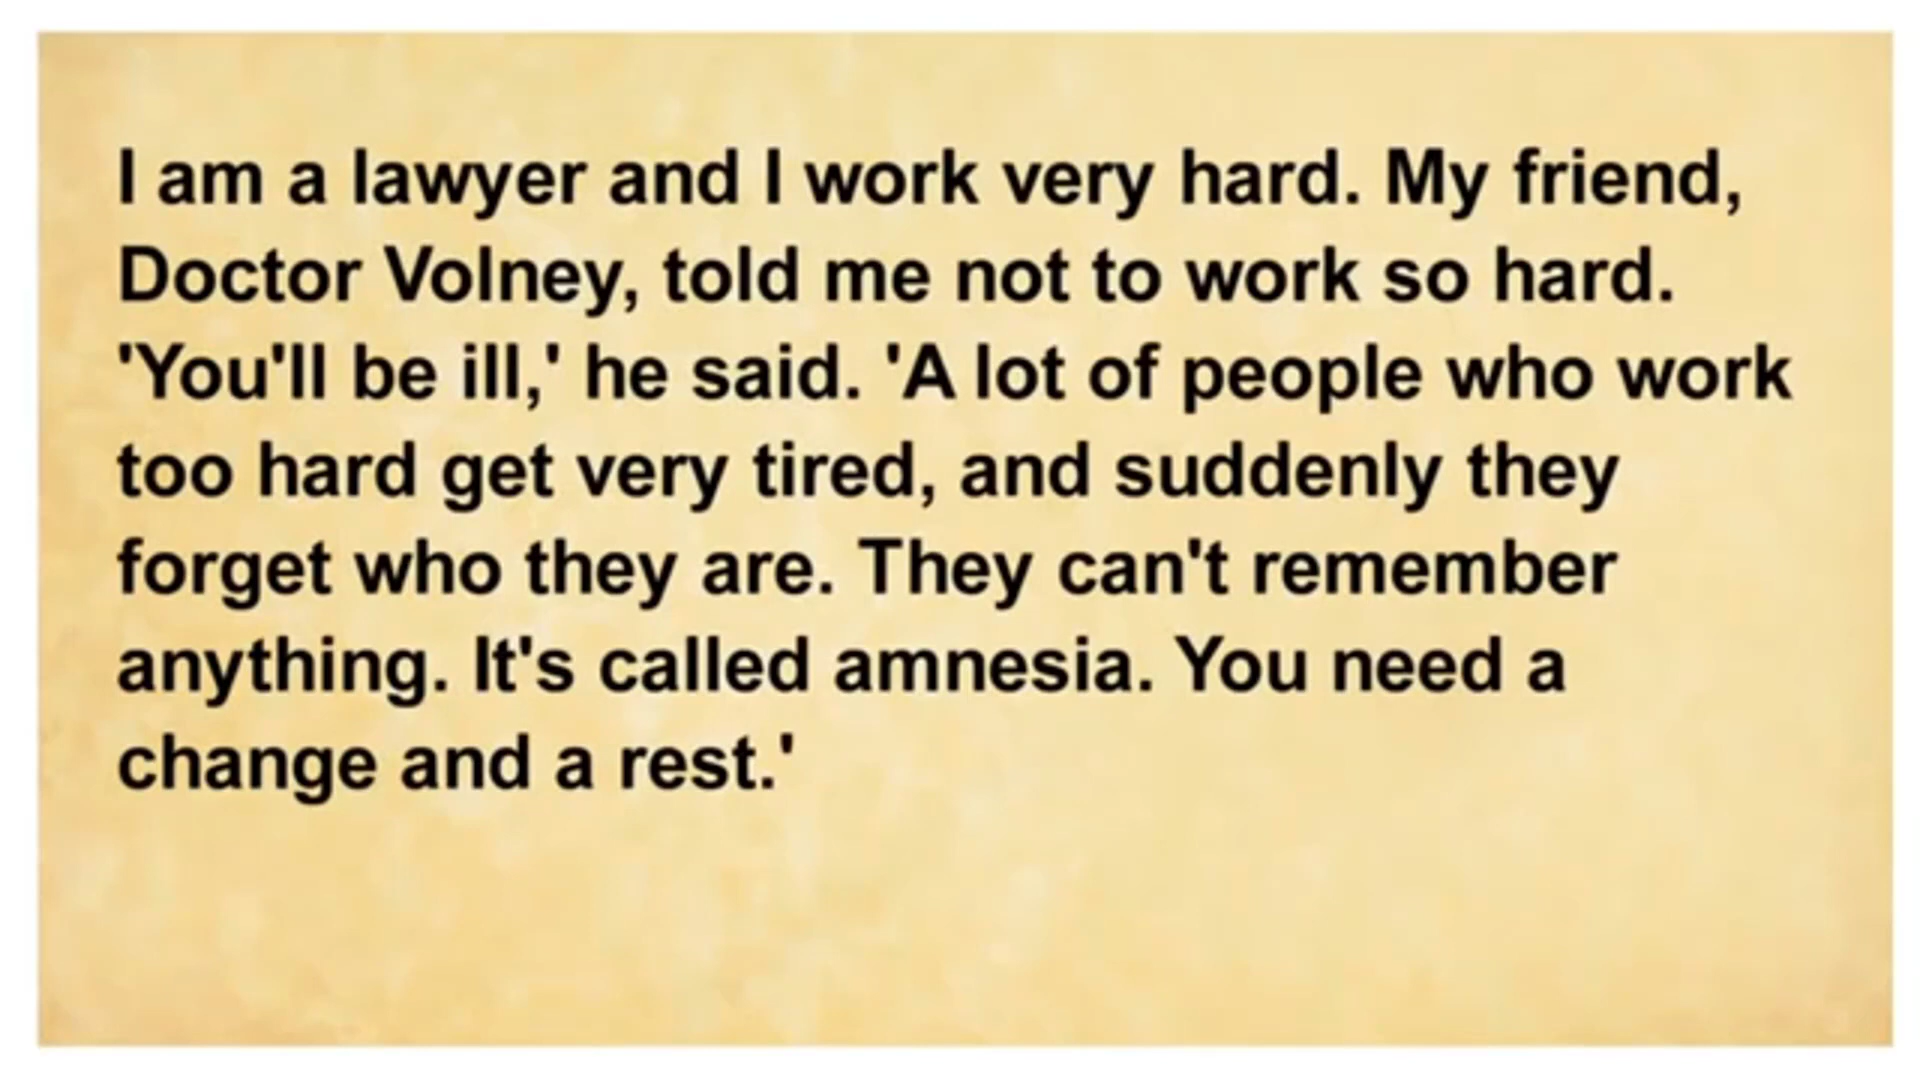 I am a lawyer and I work very hard. My friend,
Doctor Volney, told me not to work so hard.
'You'll be ill,' he said. 'A lot of people who work
too hard get very tired, and suddenly they
forget who they are. They can't remember
anything. It's called amnesia. You need a
change and a rest.'